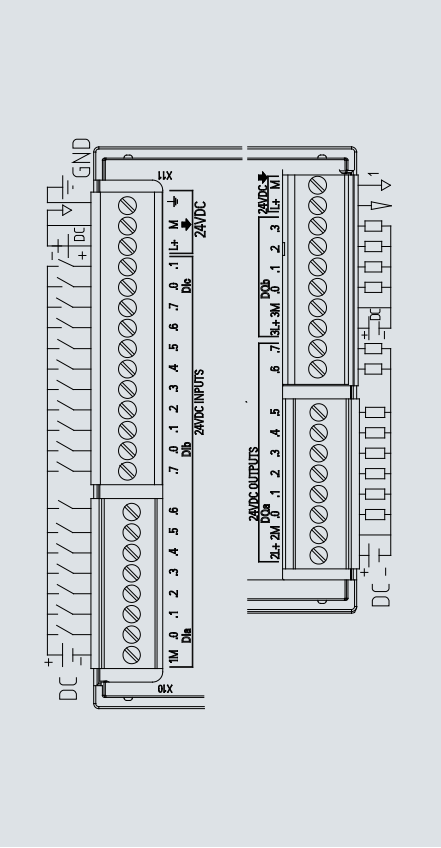 GND
X11
⏚
M
L+
24VDC
DC
+
-
.1
.0
DIc
.7
.6
.5
.4
.3
.2
.1
.0
DIb
.7
24VDC INPUTS
.6
.5
.4
.3
.2
.1
.0
DIa
1M
+
-
DC
X10
24VDC
M
L+
1
.3
.2
.1
.0
DQb
3L+ 3M
DC
+
-
.7
.6
24VDC OUTPUTS
.5
.4
.3
.2
.1
.0
DQa
2L+ 2M
+
-
DC